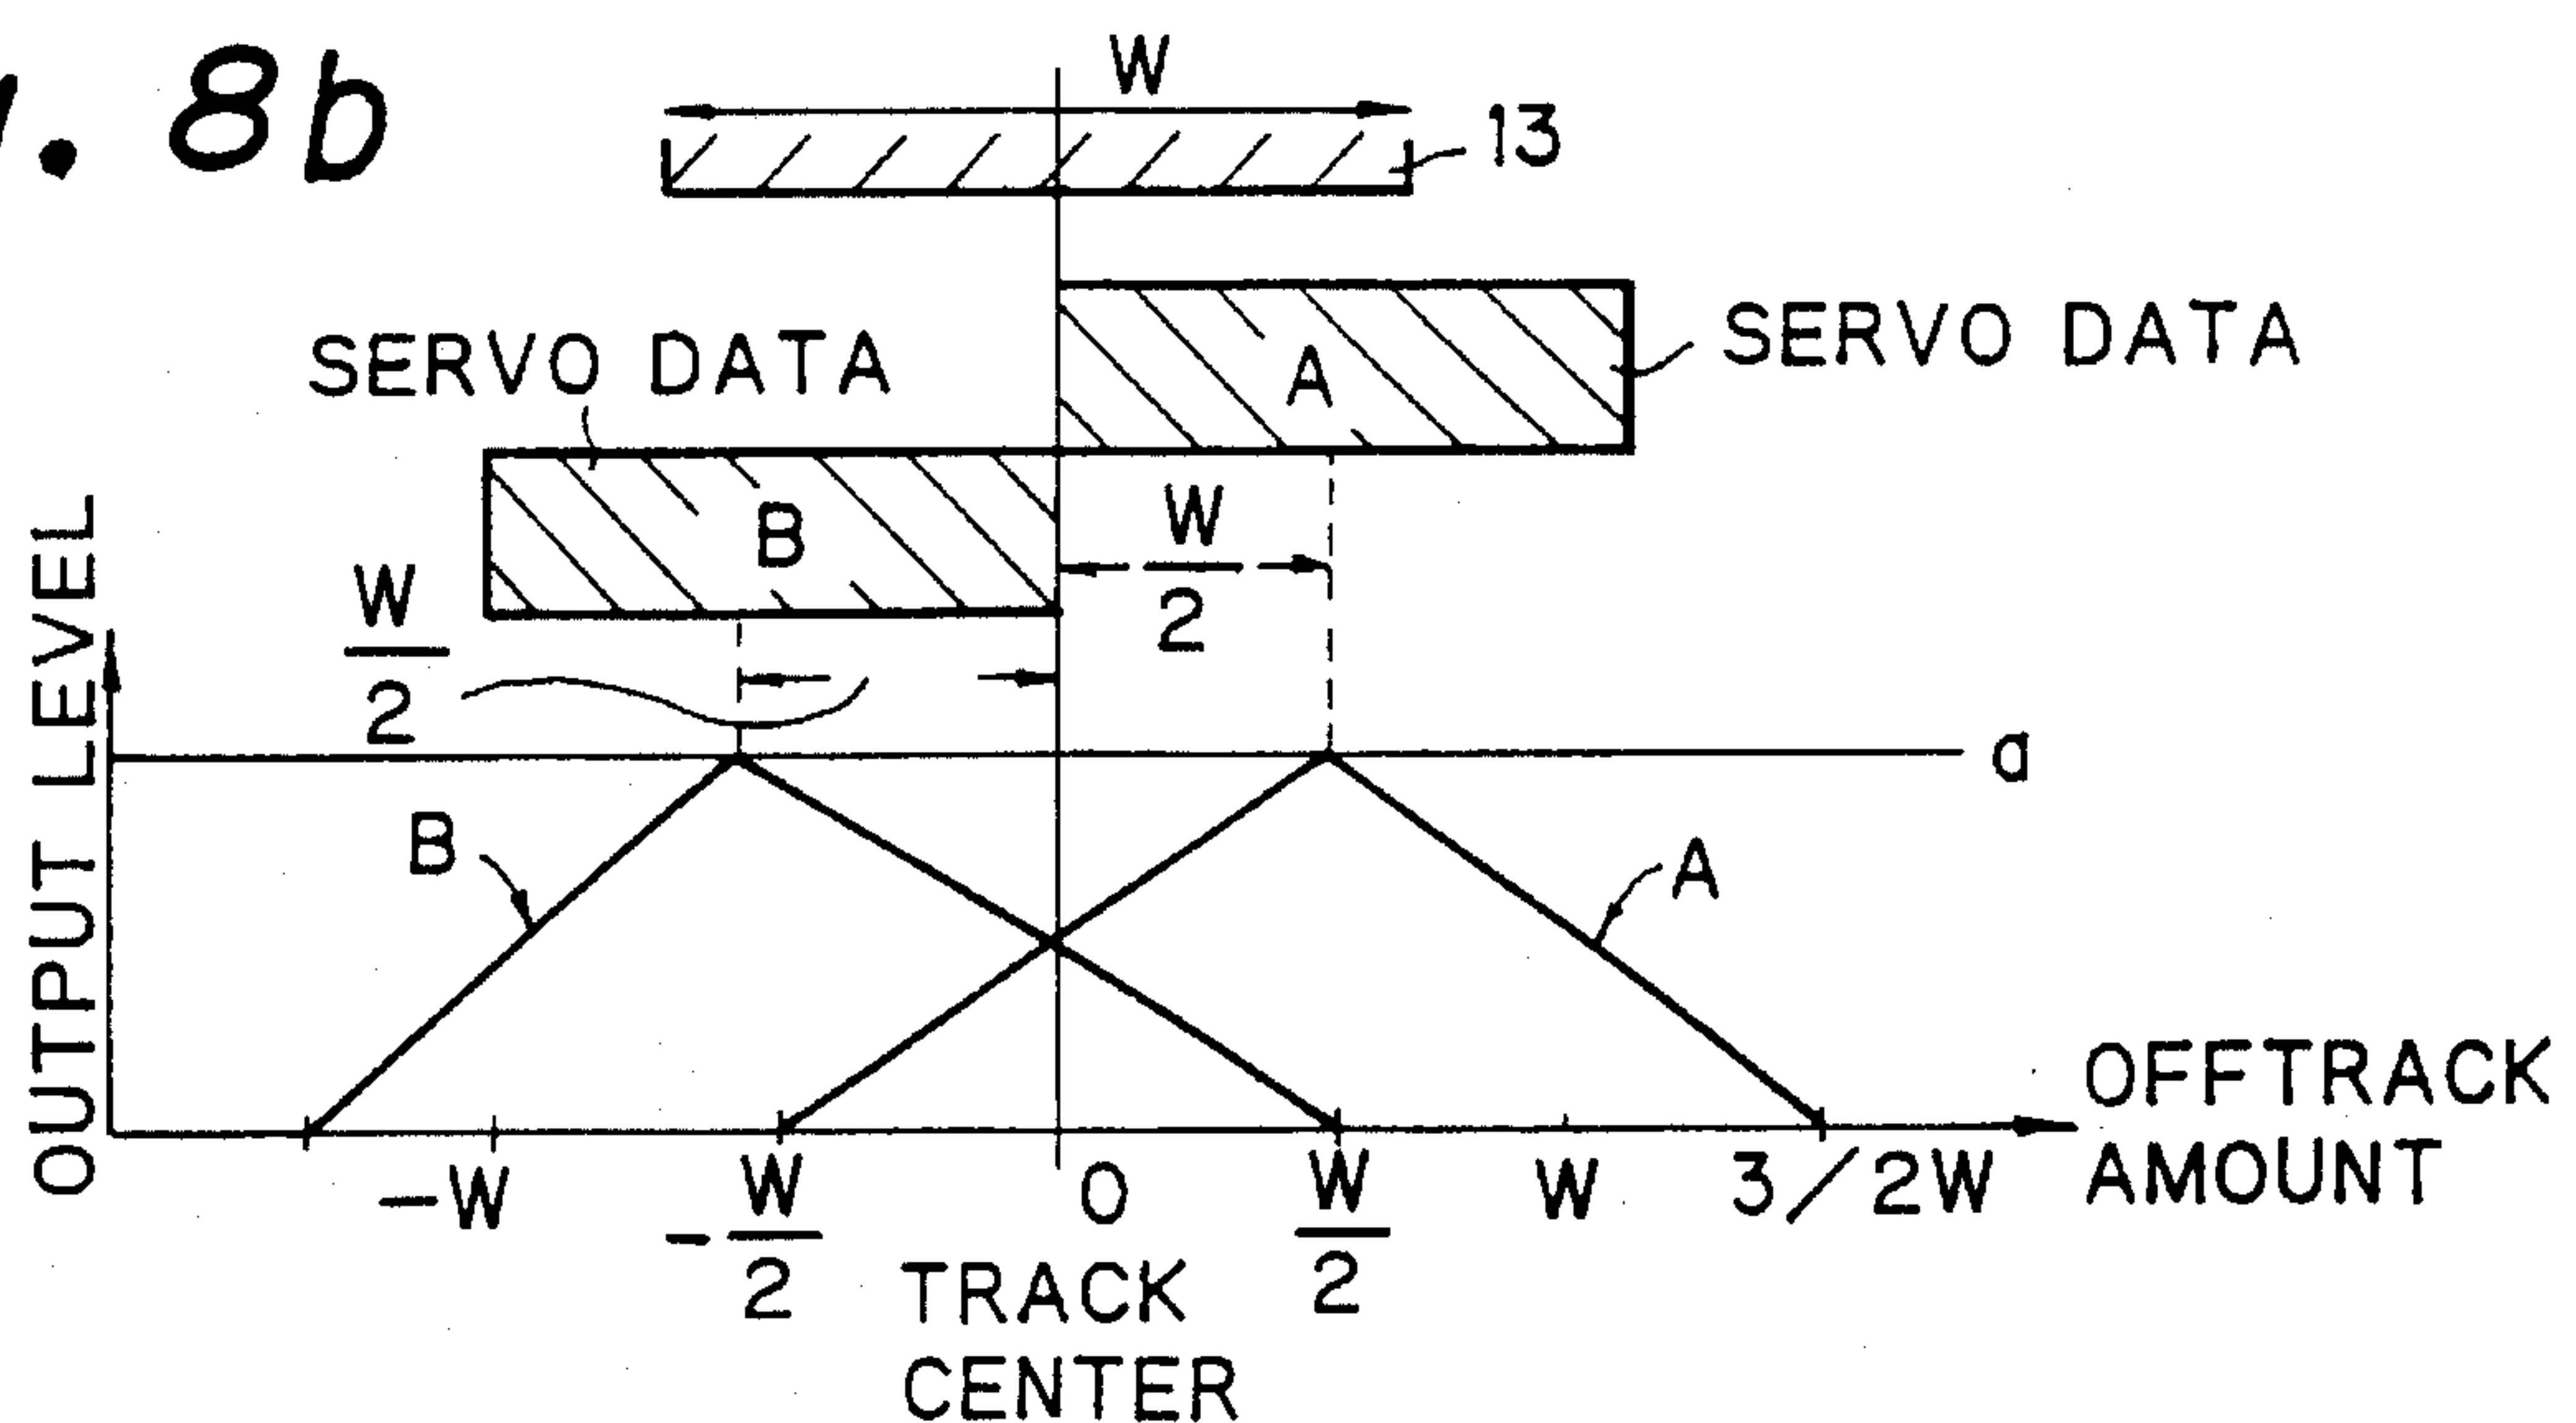 . 8b
W
13
SERVO DATA
A
SERVO DATA
B
W
2
W
2
OUTPUT LEVEL
a
B
A
-W
-W
2
0
W
2
W
3/2W
OFFTRACK
AMOUNT
TRACK
CENTER